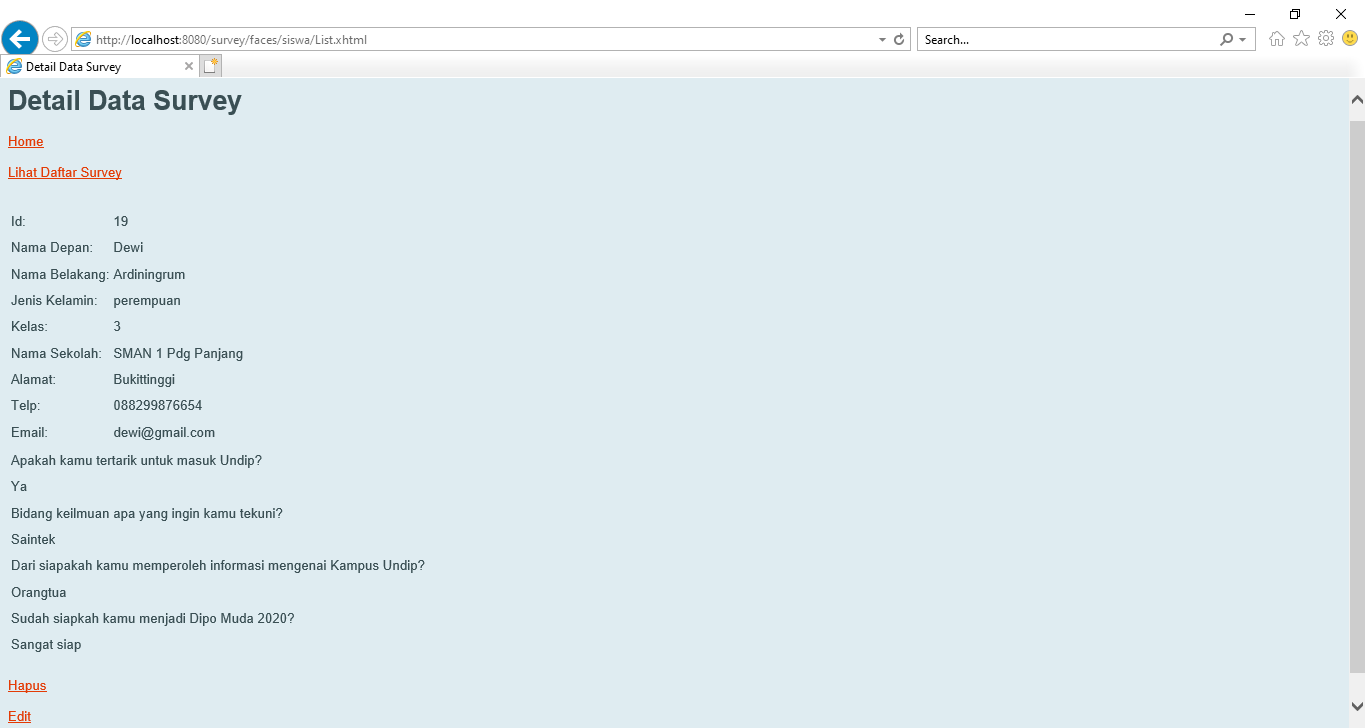 http://localhost:8080/survey/faces/siswa/List.xhtml
Search...
Detail Data Survey
Detail Data Survey
Home
Lihat Daftar Survey
Id: 19
Nama Depan: Dewi
Nama Belakang: Ardiningrum
Jenis Kelamin: perempuan
Kelas: 3
Nama Sekolah: SMAN 1 Pdg Panjang
Alamat: Bukittinggi
Telp: 088299876654
Email: dewi@gmail.com
Apakah kamu tertarik untuk masuk Undip?
Ya
Bidang keilmuan apa yang ingin kamu tekuni?
Saintek
Dari siapakah kamu memperoleh informasi mengenai Kampus Undip?
Orangtua
Sudah siapkah kamu menjadi Dipo Muda 2020?
Sangat siap
Hapus
Edit